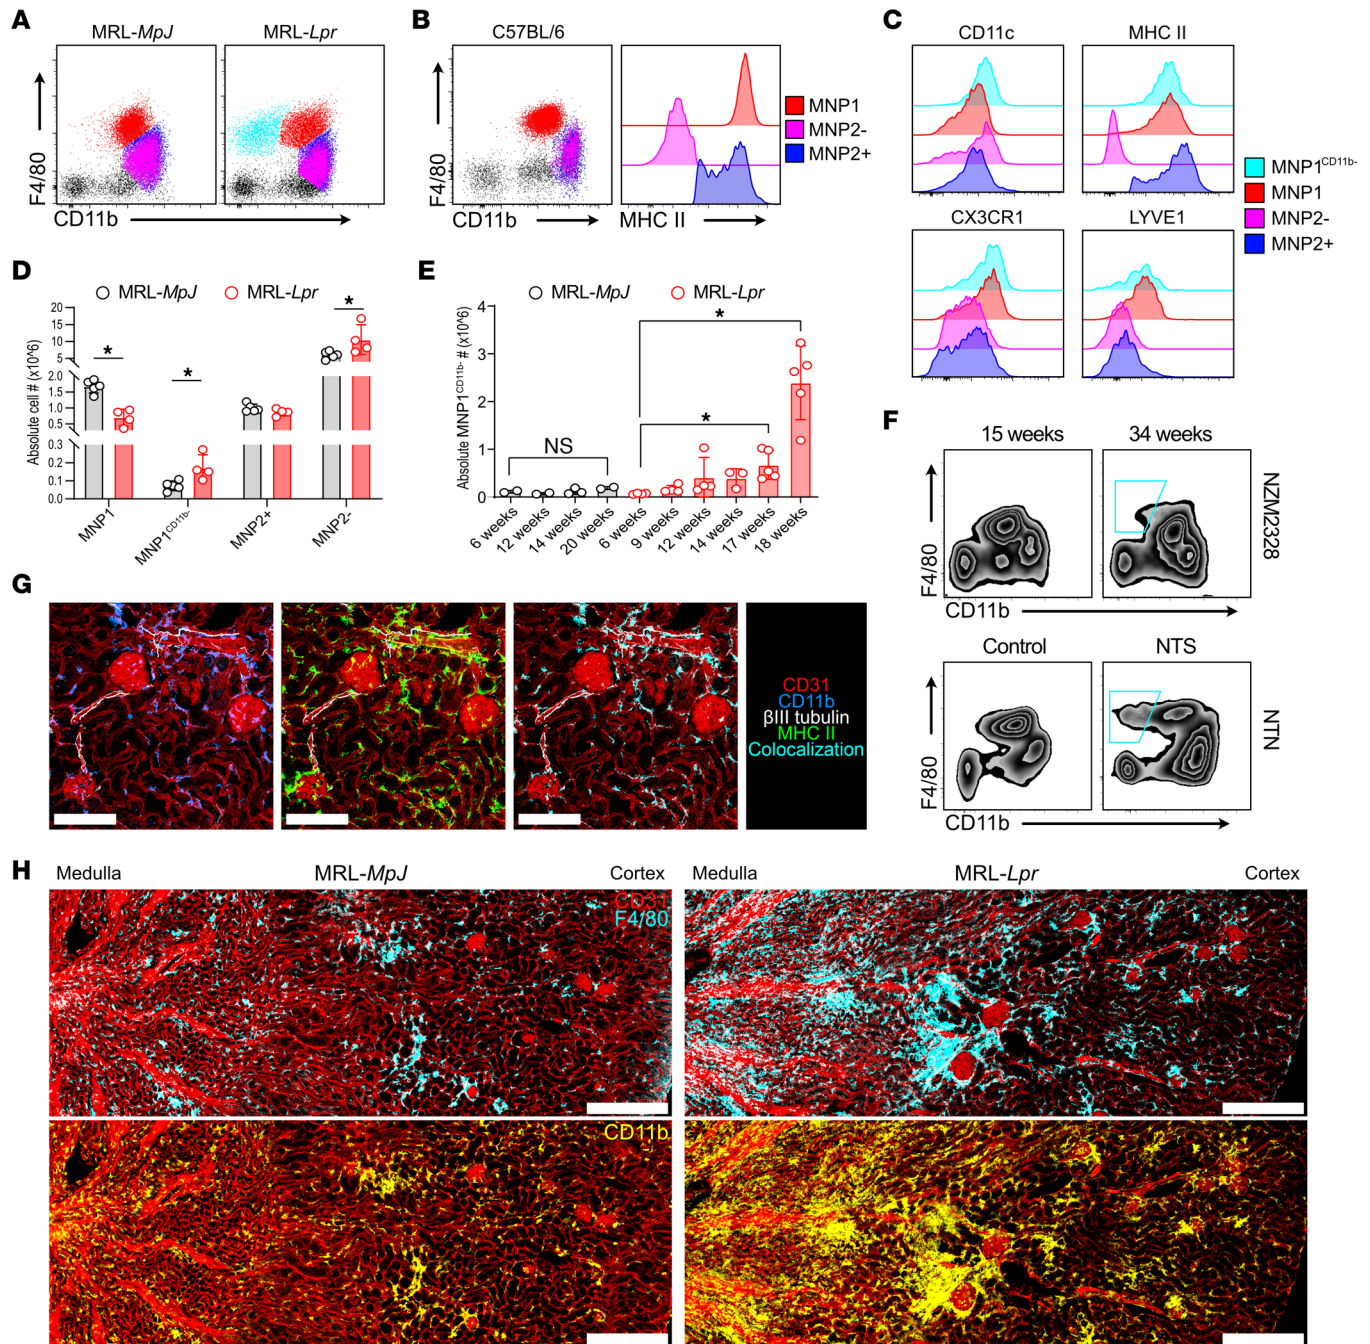 A
MRL-MpJ
MRL-Lpr
F4/80
CD11b
B
C57BL/6
F4/80
CD11b
MHC II
MNP1
MNP2-
MNP2+
C
CD11c
MHC II
CX3CR1
LYVE1
MNP1CD11b-
MNP1
MNP2-
MNP2+
D
MRL-MpJ
MRL-Lpr
Absolute cell # (x10^6)
20
15
10
5
2.0
1.5
1.0
0.5
0.3
0.2
0.1
0.0
*
*
*
MNP1
MNP1CD11b-
MNP2+
MNP2-
E
MRL-MpJ
MRL-Lpr
Absolute MNP1CD11b- # (x10^6)
4
3
2
1
0
NS
*
*
6 weeks
12 weeks
14 weeks
20 weeks
6 weeks
9 weeks
12 weeks
14 weeks
17 weeks
18 weeks
F
15 weeks
34 weeks
F4/80
CD11b
NZM2328
Control
NTS
F4/80
CD11b
NTN
G
CD31
CD11b
βIII tubulin
MHC II
Colocalization
H
Medulla
MRL-MpJ
Cortex
CD31
F4/80
CD11b
Medulla
MRL-Lpr
Cortex